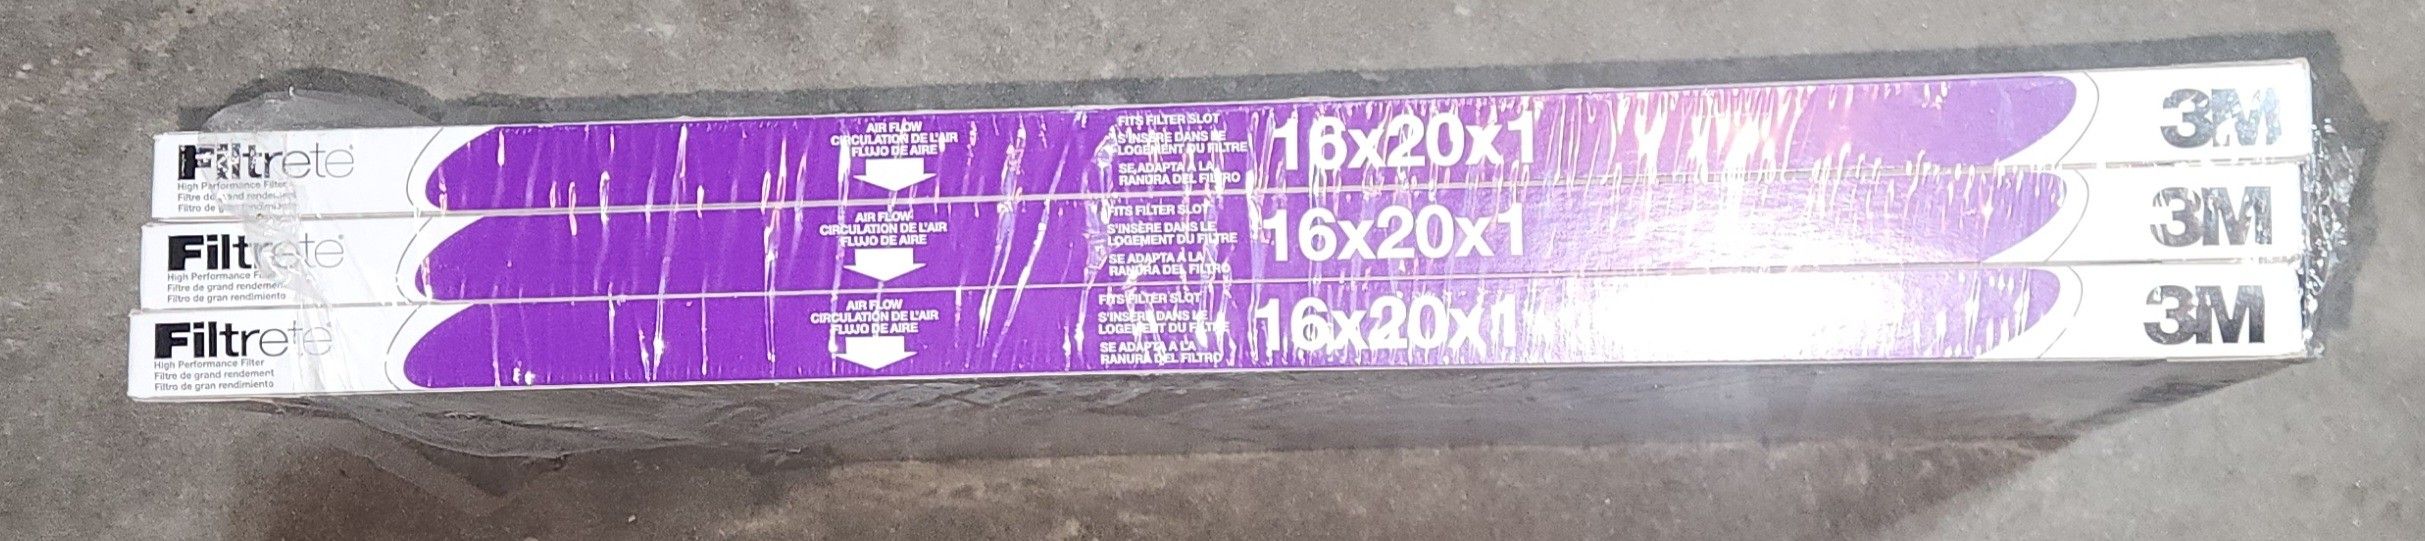 Filtrete
High Performance Filter
Filtre de grand rendement
Filtro de
AIR FLOW
CIRCULATION DE L'AIR
FLUJO DE AIRE
FITS FILTER SLOT
S'INSÈRE DANS LE
LOGEMENT DU FILTRE
SE ADAPTA A LA
RANURA DEL FILTRO
16x20x1
3M
Filtrete
High Performance
Filtre de grand rendement
Filtro de gran rendimiento
AIR FLOW
CIRCULATION DE L'AIR
FLUJO DE AIRE
FITS FILTER SLOT
S'INSÈRE DANS LE
LOGEMENT DU FILTRE
SE ADAPTA A LA
RANURA DEL FILTRO
16x20x1
3M
Filtrete
High Performance Filter
Filtre de grand rendement
Filtro de gran rendimiento
AIR FLOW
CIRCULATION DE L'AIR
FLUJO DE AIRE
FITS FILTER SLOT
S'INSÈRE DANS LE
LOGEMENT DU FILTRE
SE ADAPTA A LA
RANURA DEL FILTRO
16x20x1
3M